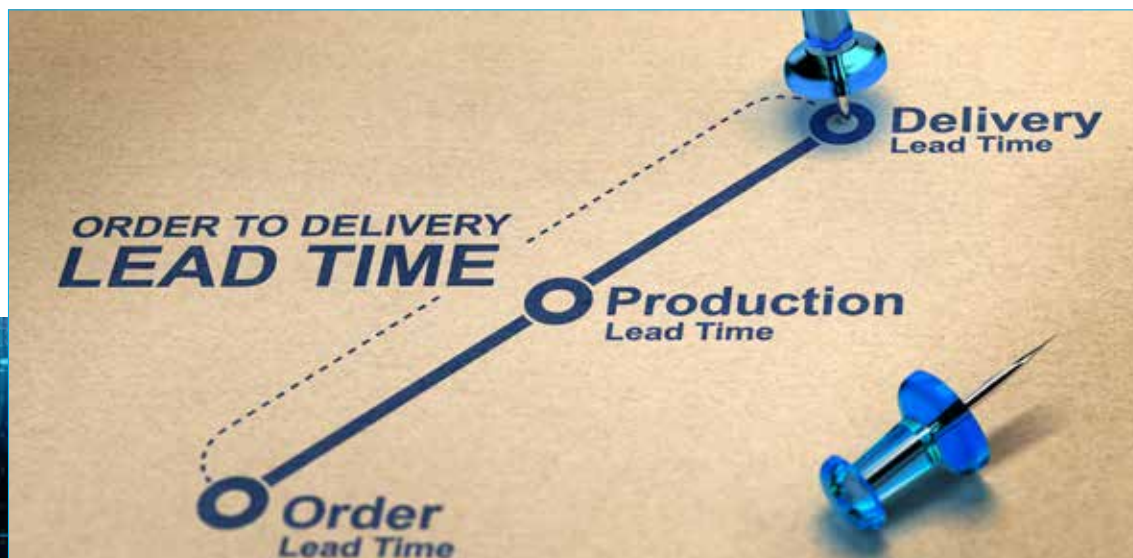 Delivery
Lead Time
ORDER TO DELIVERY
LEAD TIME
Production
Lead Time
Order
Lead Time